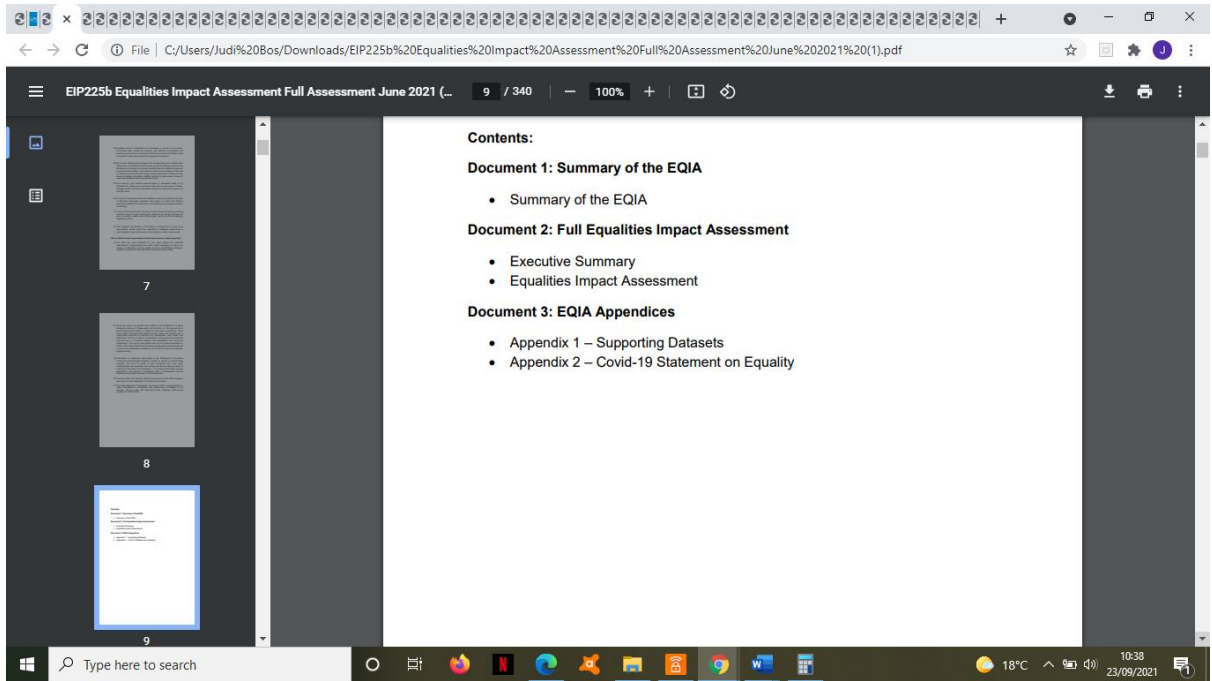 File | C:/Users/Judi%20Bos/Downloads/EIP225b%20Equalities%20Impact%20Assessment%20Full%20Assessment%20June%202021%20(1).pdf
J
EIP225b Equalities Impact Assessment Full Assessment June 2021 (... 9 / 340 | — 100% +
7
8
9
Contents:
Document 1: Summary of the EQIA
• Summary of the EQIA
Document 2: Full Equalities Impact Assessment
• Executive Summary
• Equalities Impact Assessment
Document 3: EQIA Appendices
• Appendix 1 – Supporting Datasets
• Appendix 2 – Covid-19 Statement on Equality
Type here to search
18°C
10:38
23/09/2021